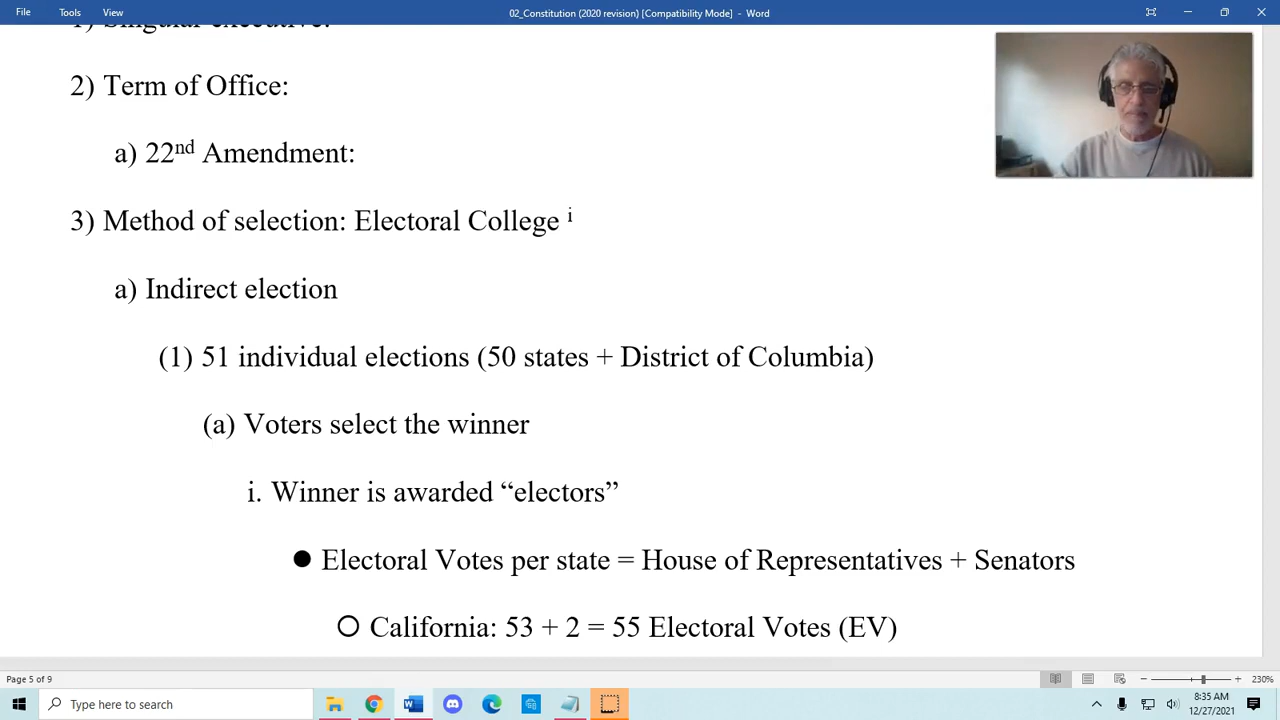 File Tools View 02_Constitution (2020 revision) [Compatibility Mode] - Word
1) Singular executive:
2) Term of Office:
a) 22nd Amendment:
3) Method of selection: Electoral College i
a) Indirect election
(1) 51 individual elections (50 states + District of Columbia)
(a) Voters select the winner
i. Winner is awarded “electors”
● Electoral Votes per state = House of Representatives + Senators
○ California: 53 + 2 = 55 Electoral Votes (EV)
Page 5 of 9 230%
Type here to search 8:35 AM
12/27/2021